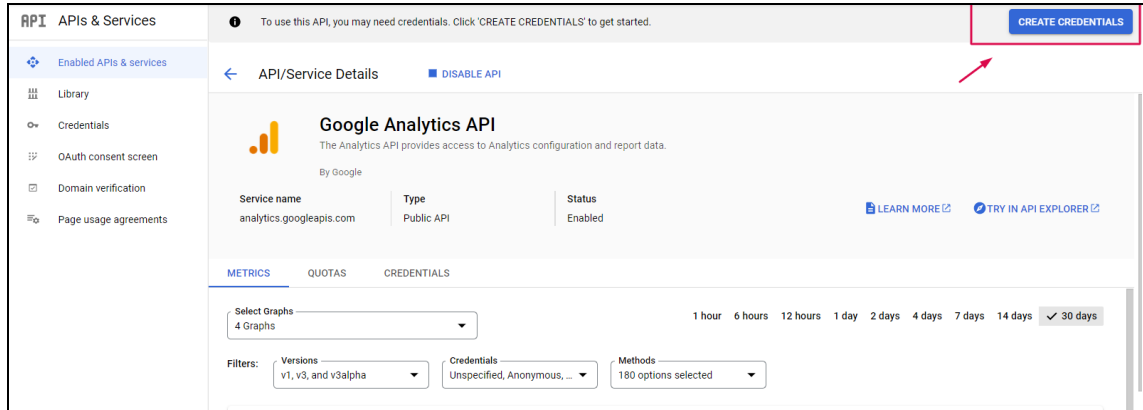 API APIs & Services
To use this API, you may need credentials. Click 'CREATE CREDENTIALS' to get started.
CREATE CREDENTIALS
Enabled APIs & services
Library
Credentials
OAuth consent screen
Domain verification
Page usage agreements
API/Service Details
DISABLE API
Google Analytics API
The Analytics API provides access to Analytics configuration and report data.
By Google
Service name
analytics.googleapis.com
Type
Public API
Status
Enabled
LEARN MORE
TRY IN API EXPLORER
METRICS QUOTAS CREDENTIALS
Select Graphs
4 Graphs
1 hour 6 hours 12 hours 1 day 2 days 4 days 7 days 14 days 30 days
Filters:
Versions
v1, v3, and v3alpha
Credentials
Unspecified, Anonymous, ...
Methods
180 options selected